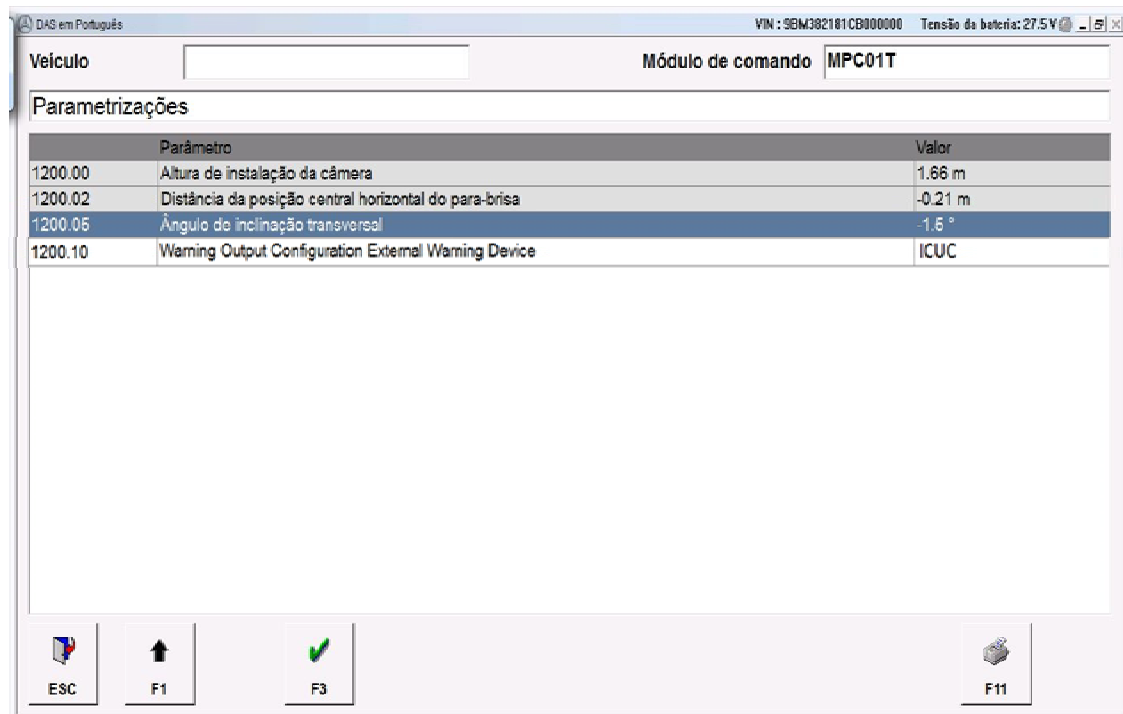 DAS em Português VIN : 9BM382181CB000000 Tensão da bateria: 27.5 V
Veículo Módulo de comando MPC01T
Parametrizações
Parâmetro Valor
1200.00 Altura de instalação da câmera 1.66 m
1200.02 Distância da posição central horizontal do para-brisa -0.21 m
1200.05 Ângulo de inclinação transversal -1.5 °
1200.10 Warning Output Configuration External Warning Device ICUC
ESC F1 F3 F11